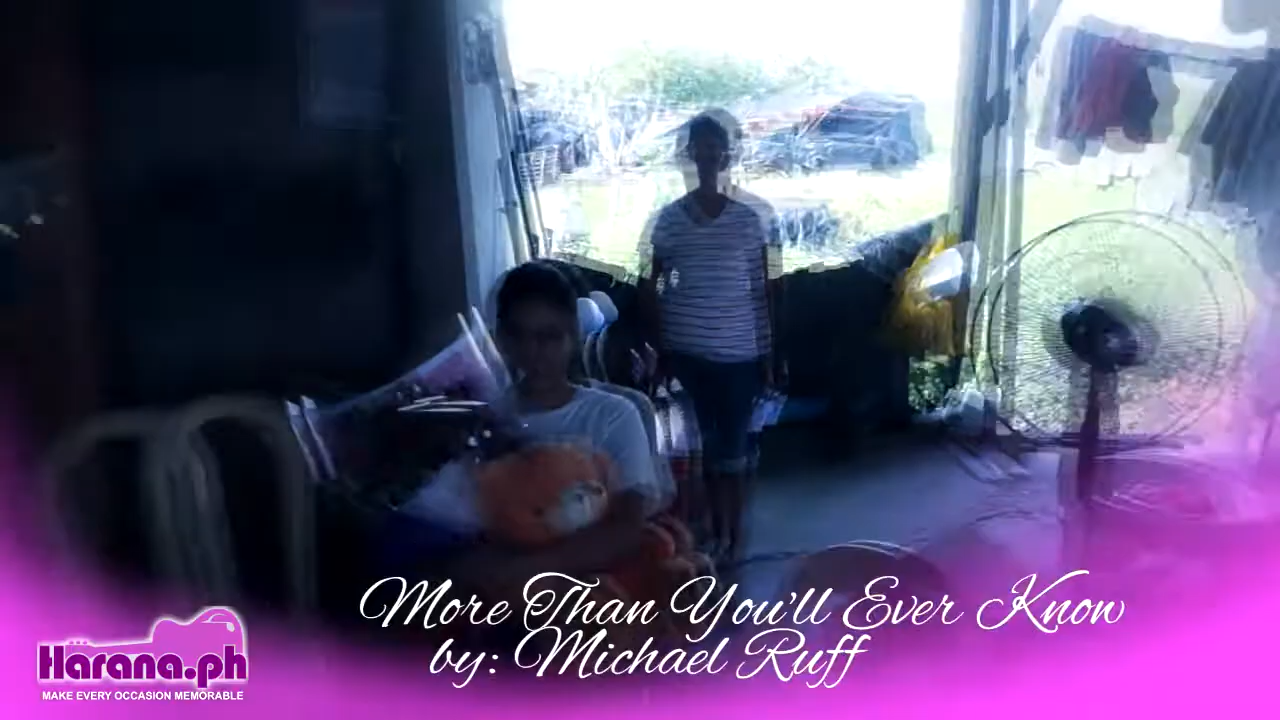 More Than You'll Ever Know
by: Michael Ruff
Harana.ph
MAKE EVERY OCCASION MEMORABLE